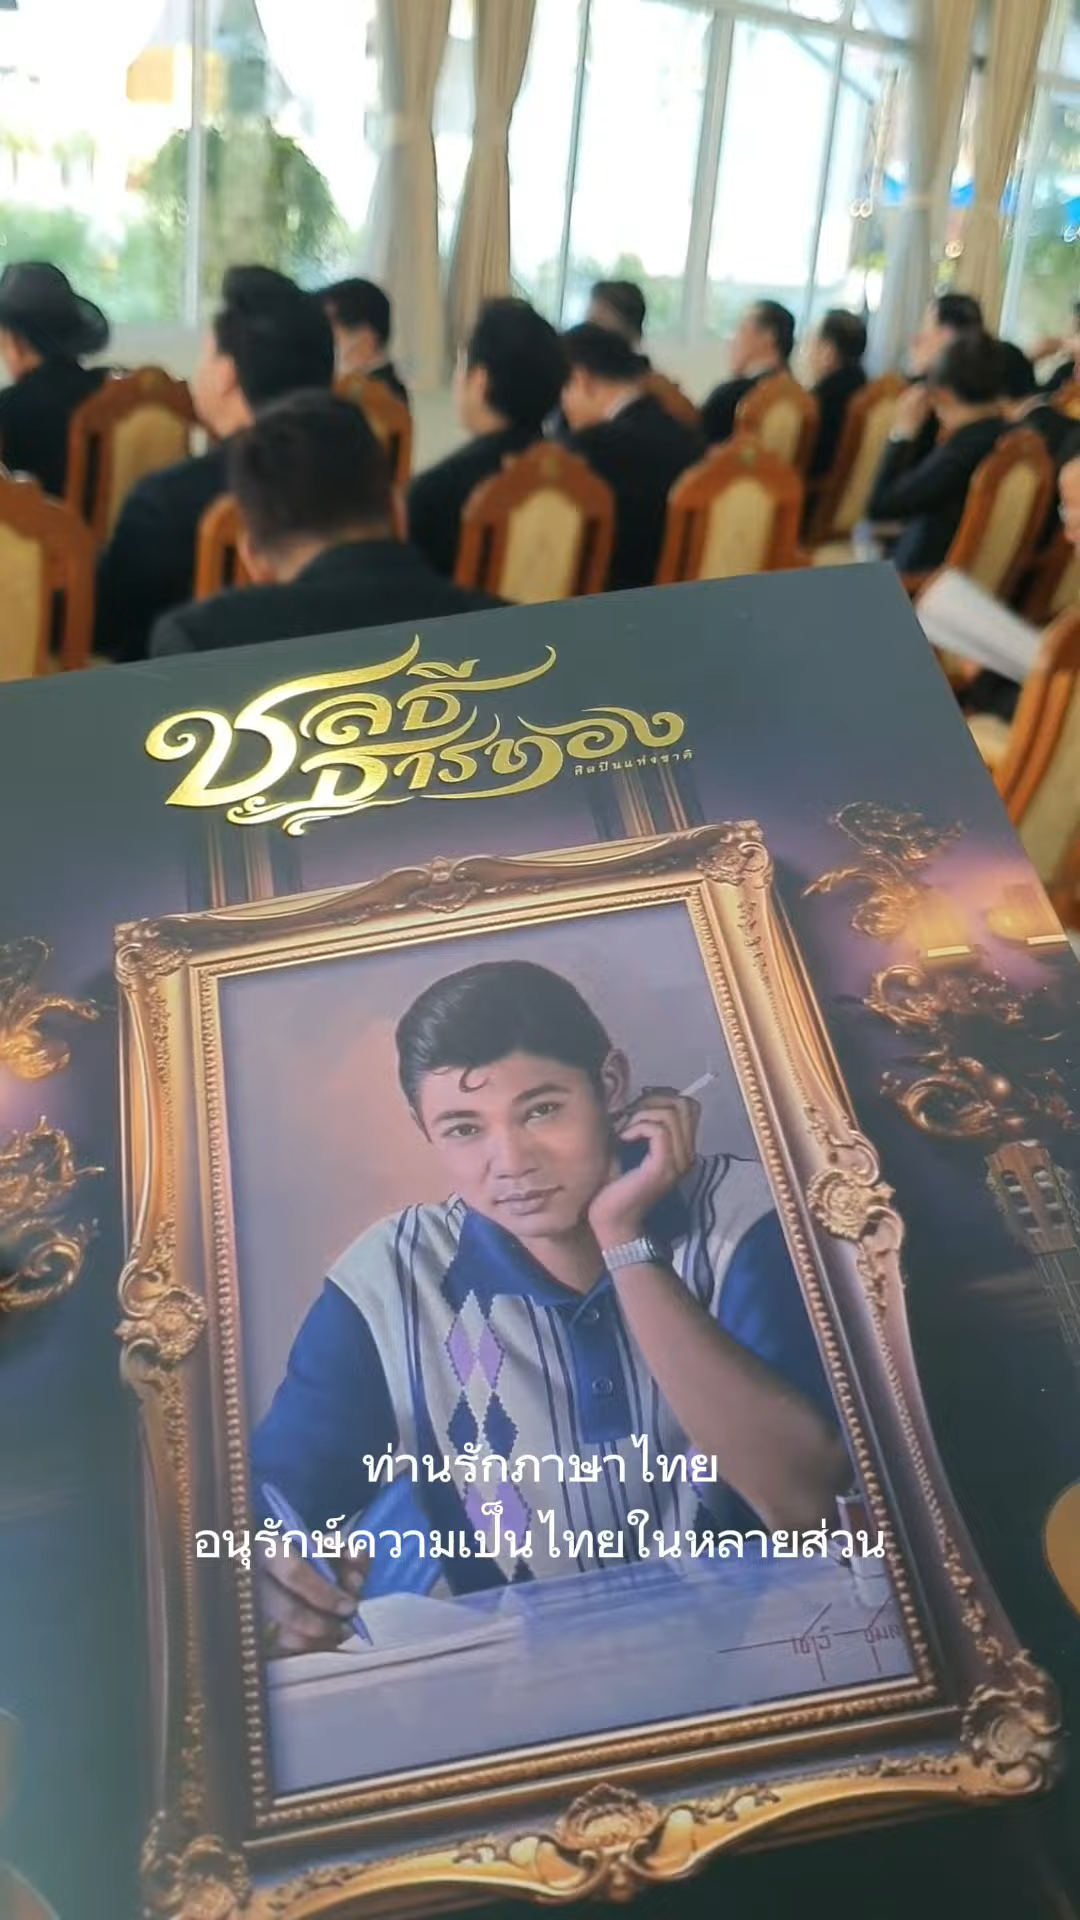 ชลธี
ธารทอง
ศิลปินแห่งชาติ
ท่านรักภาษาไทย
อนุรักษ์ความเป็นไทยในหลายส่วน